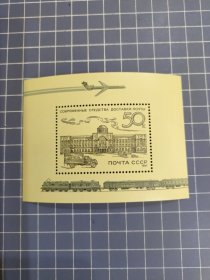 СОВРЕМЕННЫЕ СРЕДСТВА ДОСТАВКИ ПОЧТЫ
50
ПОЧТА СССР